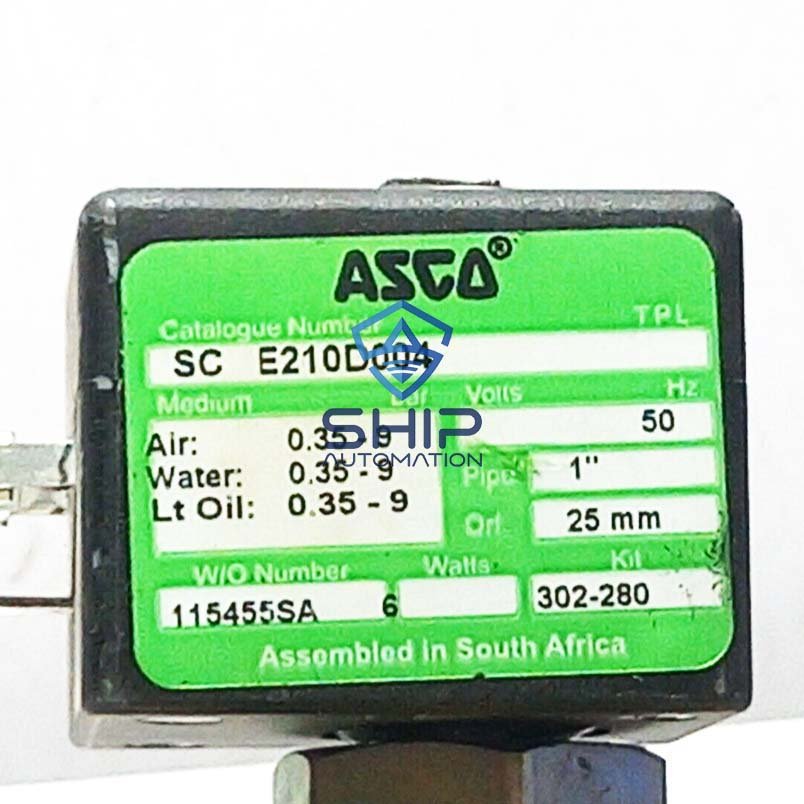 ASCO®
Catalogue Number TPL
SC E210D004
Medium Bar Volts Hz
Air: 0.35 - 9 50
Water: 0.35 - 9 Pipe 1"
Lt Oil: 0.35 - 9 Orf. 25 mm
W/O Number Watts Kit
115455SA 6 302-280
Assembled in South Africa
SHIP
AUTOMATION